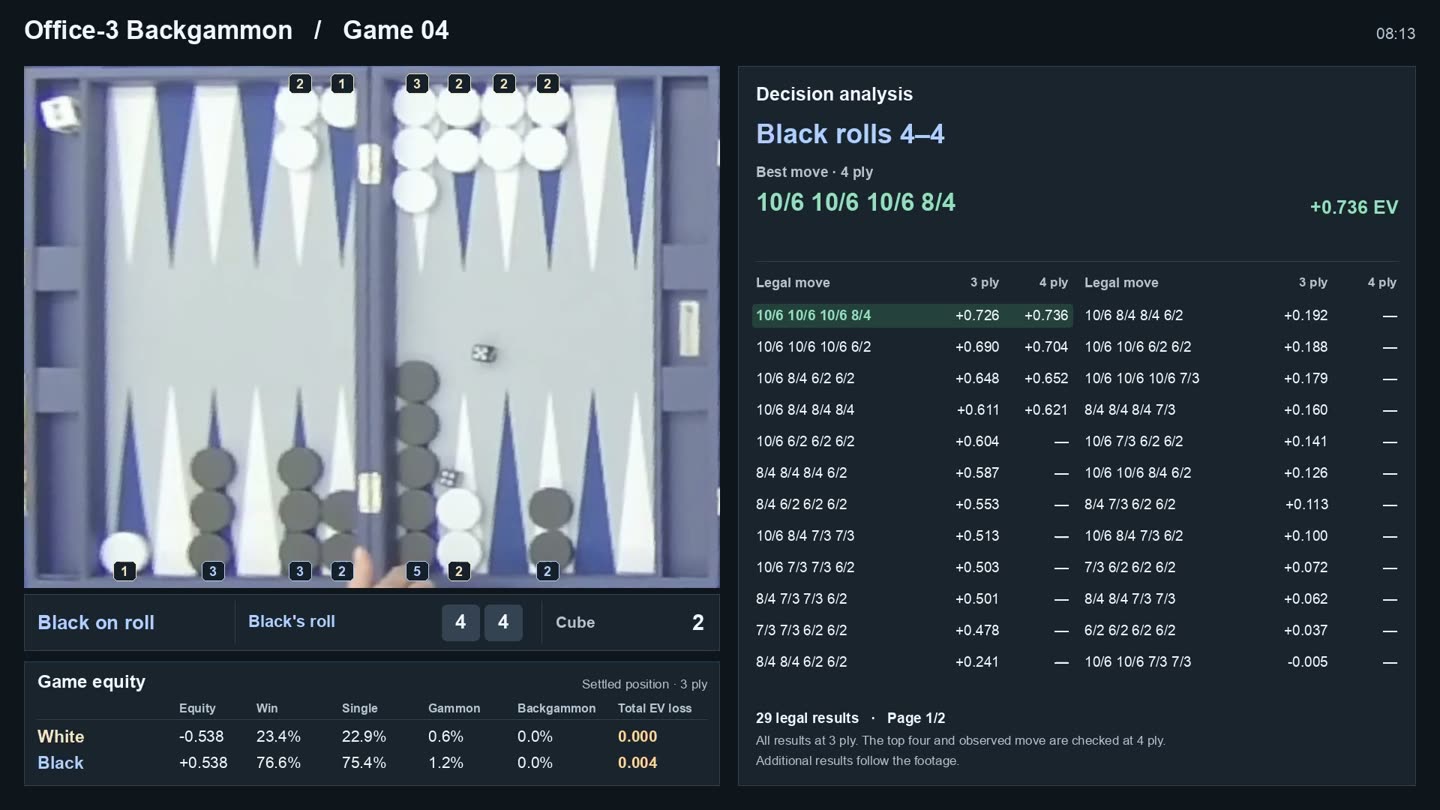 Office-3 Backgammon / Game 04
08:13
2 1 3 2 2 2
1 3 3 2 5 2 2
Black on roll
Black's roll
4 4
Cube 2
Game equity
Settled position · 3 ply
Equity Win Single Gammon Backgammon Total EV loss
White -0.538 23.4% 22.9% 0.6% 0.0% 0.000
Black +0.538 76.6% 75.4% 1.2% 0.0% 0.004
Decision analysis
Black rolls 4–4
Best move · 4 ply
10/6 10/6 10/6 8/4 +0.736 EV
Legal move 3 ply 4 ply Legal move 3 ply 4 ply
10/6 10/6 10/6 8/4 +0.726 +0.736 10/6 8/4 8/4 6/2 +0.192 —
10/6 10/6 10/6 6/2 +0.690 +0.704 10/6 10/6 6/2 6/2 +0.188 —
10/6 8/4 6/2 6/2 +0.648 +0.652 10/6 10/6 10/6 7/3 +0.179 —
10/6 8/4 8/4 8/4 +0.611 +0.621 8/4 8/4 8/4 7/3 +0.160 —
10/6 6/2 6/2 6/2 +0.604 — 10/6 7/3 6/2 6/2 +0.141 —
8/4 8/4 8/4 6/2 +0.587 — 10/6 10/6 8/4 6/2 +0.126 —
8/4 6/2 6/2 6/2 +0.553 — 8/4 7/3 6/2 6/2 +0.113 —
10/6 8/4 7/3 7/3 +0.513 — 10/6 8/4 7/3 6/2 +0.100 —
10/6 7/3 7/3 6/2 +0.503 — 7/3 6/2 6/2 6/2 +0.072 —
8/4 7/3 7/3 6/2 +0.501 — 8/4 8/4 7/3 7/3 +0.062 —
7/3 7/3 6/2 6/2 +0.478 — 6/2 6/2 6/2 6/2 +0.037 —
8/4 8/4 6/2 6/2 +0.241 — 10/6 10/6 7/3 7/3 -0.005 —
29 legal results · Page 1/2
All results at 3 ply. The top four and observed move are checked at 4 ply.
Additional results follow the footage.